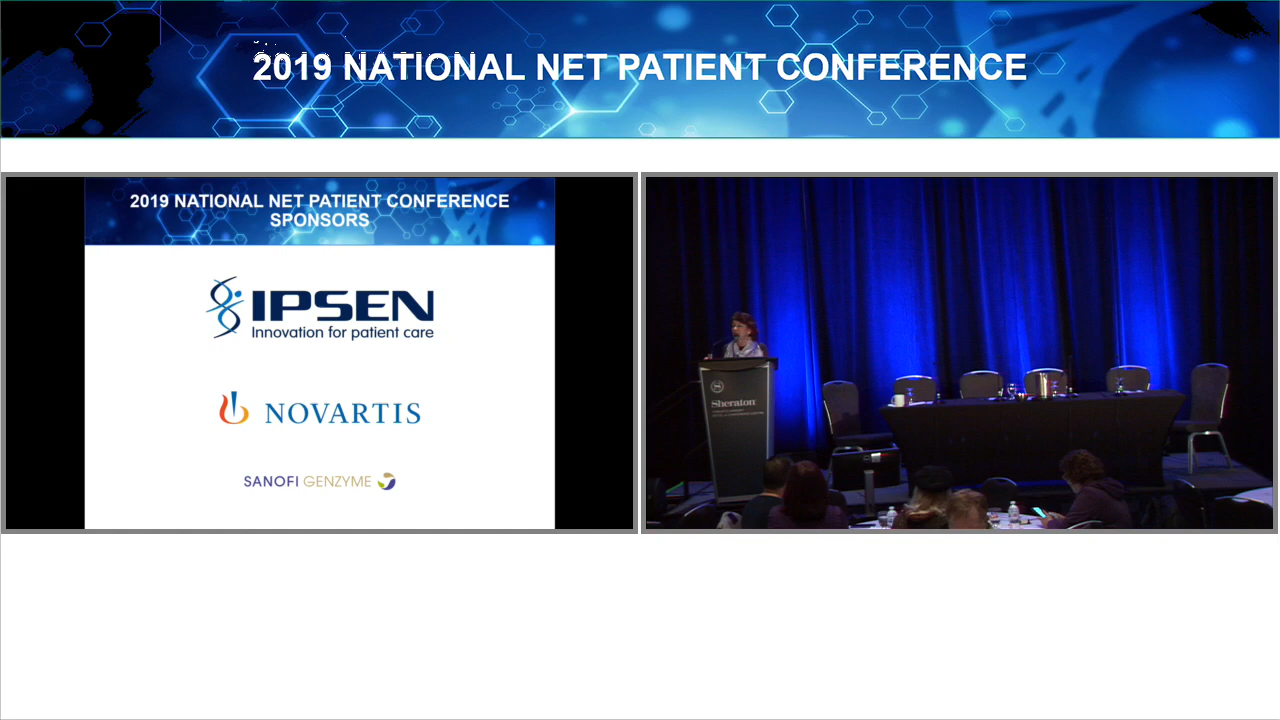 2019 NATIONAL NET PATIENT CONFERENCE
2019 NATIONAL NET PATIENT CONFERENCE
SPONSORS
IPSEN
Innovation for patient care
NOVARTIS
SANOFI GENZYME
Sheraton